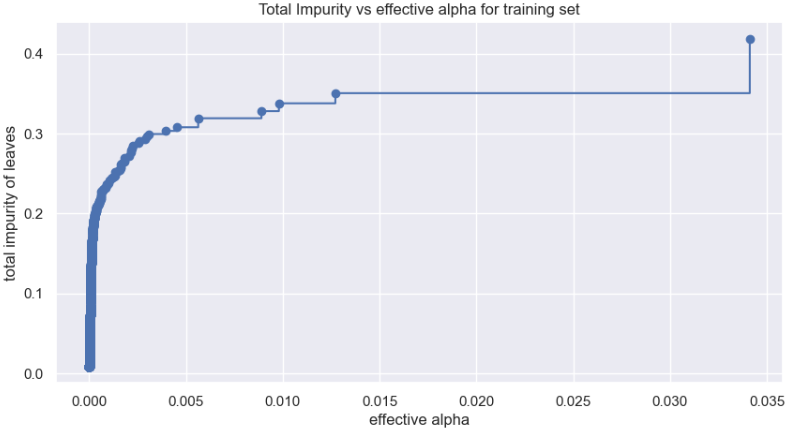 Total Impurity vs effective alpha for training set
total impurity of leaves
0.4
0.3
0.2
0.1
0.0
0.000 0.005 0.010 0.015 0.020 0.025 0.030 0.035
effective alpha